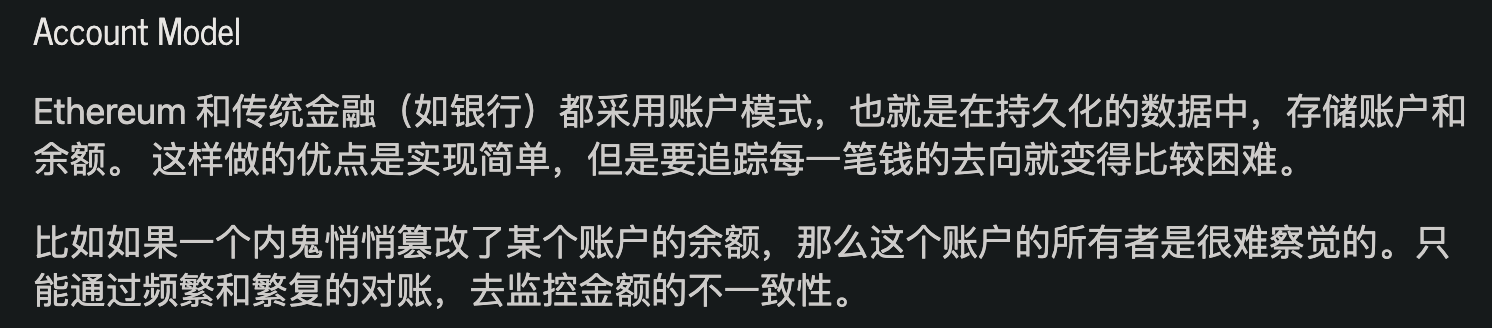 Account Model
Ethereum 和传统金融（如银行）都采用账户模式，也就是在持久化的数据中，存储账户和
余额。 这样做的优点是实现简单，但是要追踪每一笔钱的去向就变得比较困难。
比如如果一个内鬼悄悄篡改了某个账户的余额，那么这个账户的所有者是很难察觉的。只
能通过频繁和繁复的对账，去监控金额的不一致性。